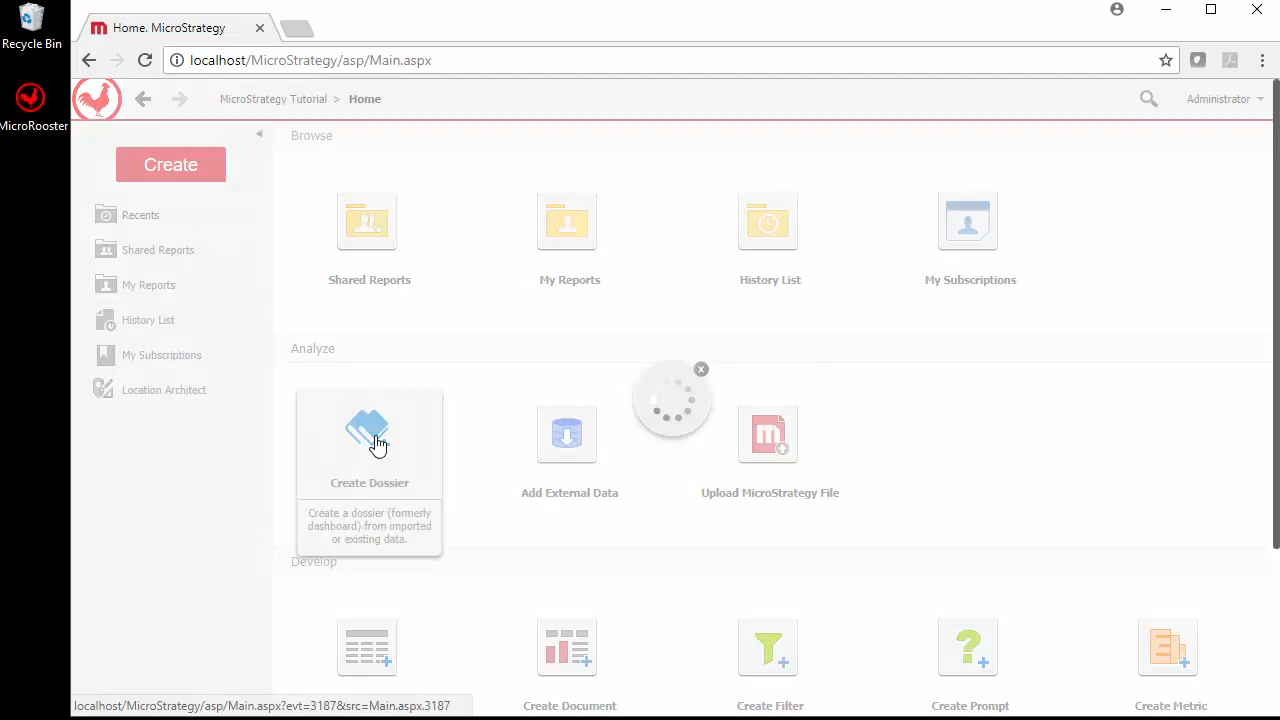 Recycle Bin
MicroRooster
Home. MicroStrategy
localhost/MicroStrategy/asp/Main.aspx
MicroStrategy Tutorial > Home
Administrator
Create
Recents
Shared Reports
My Reports
History List
My Subscriptions
Location Architect
Browse
Shared Reports
My Reports
History List
My Subscriptions
Analyze
Create Dossier
Create a dossier (formerly
dashboard) from imported
or existing data.
Add External Data
Upload MicroStrategy File
Develop
Create Document
Create Filter
Create Prompt
Create Metric
localhost/MicroStrategy/asp/Main.aspx?evt=3187&src=Main.aspx.3187